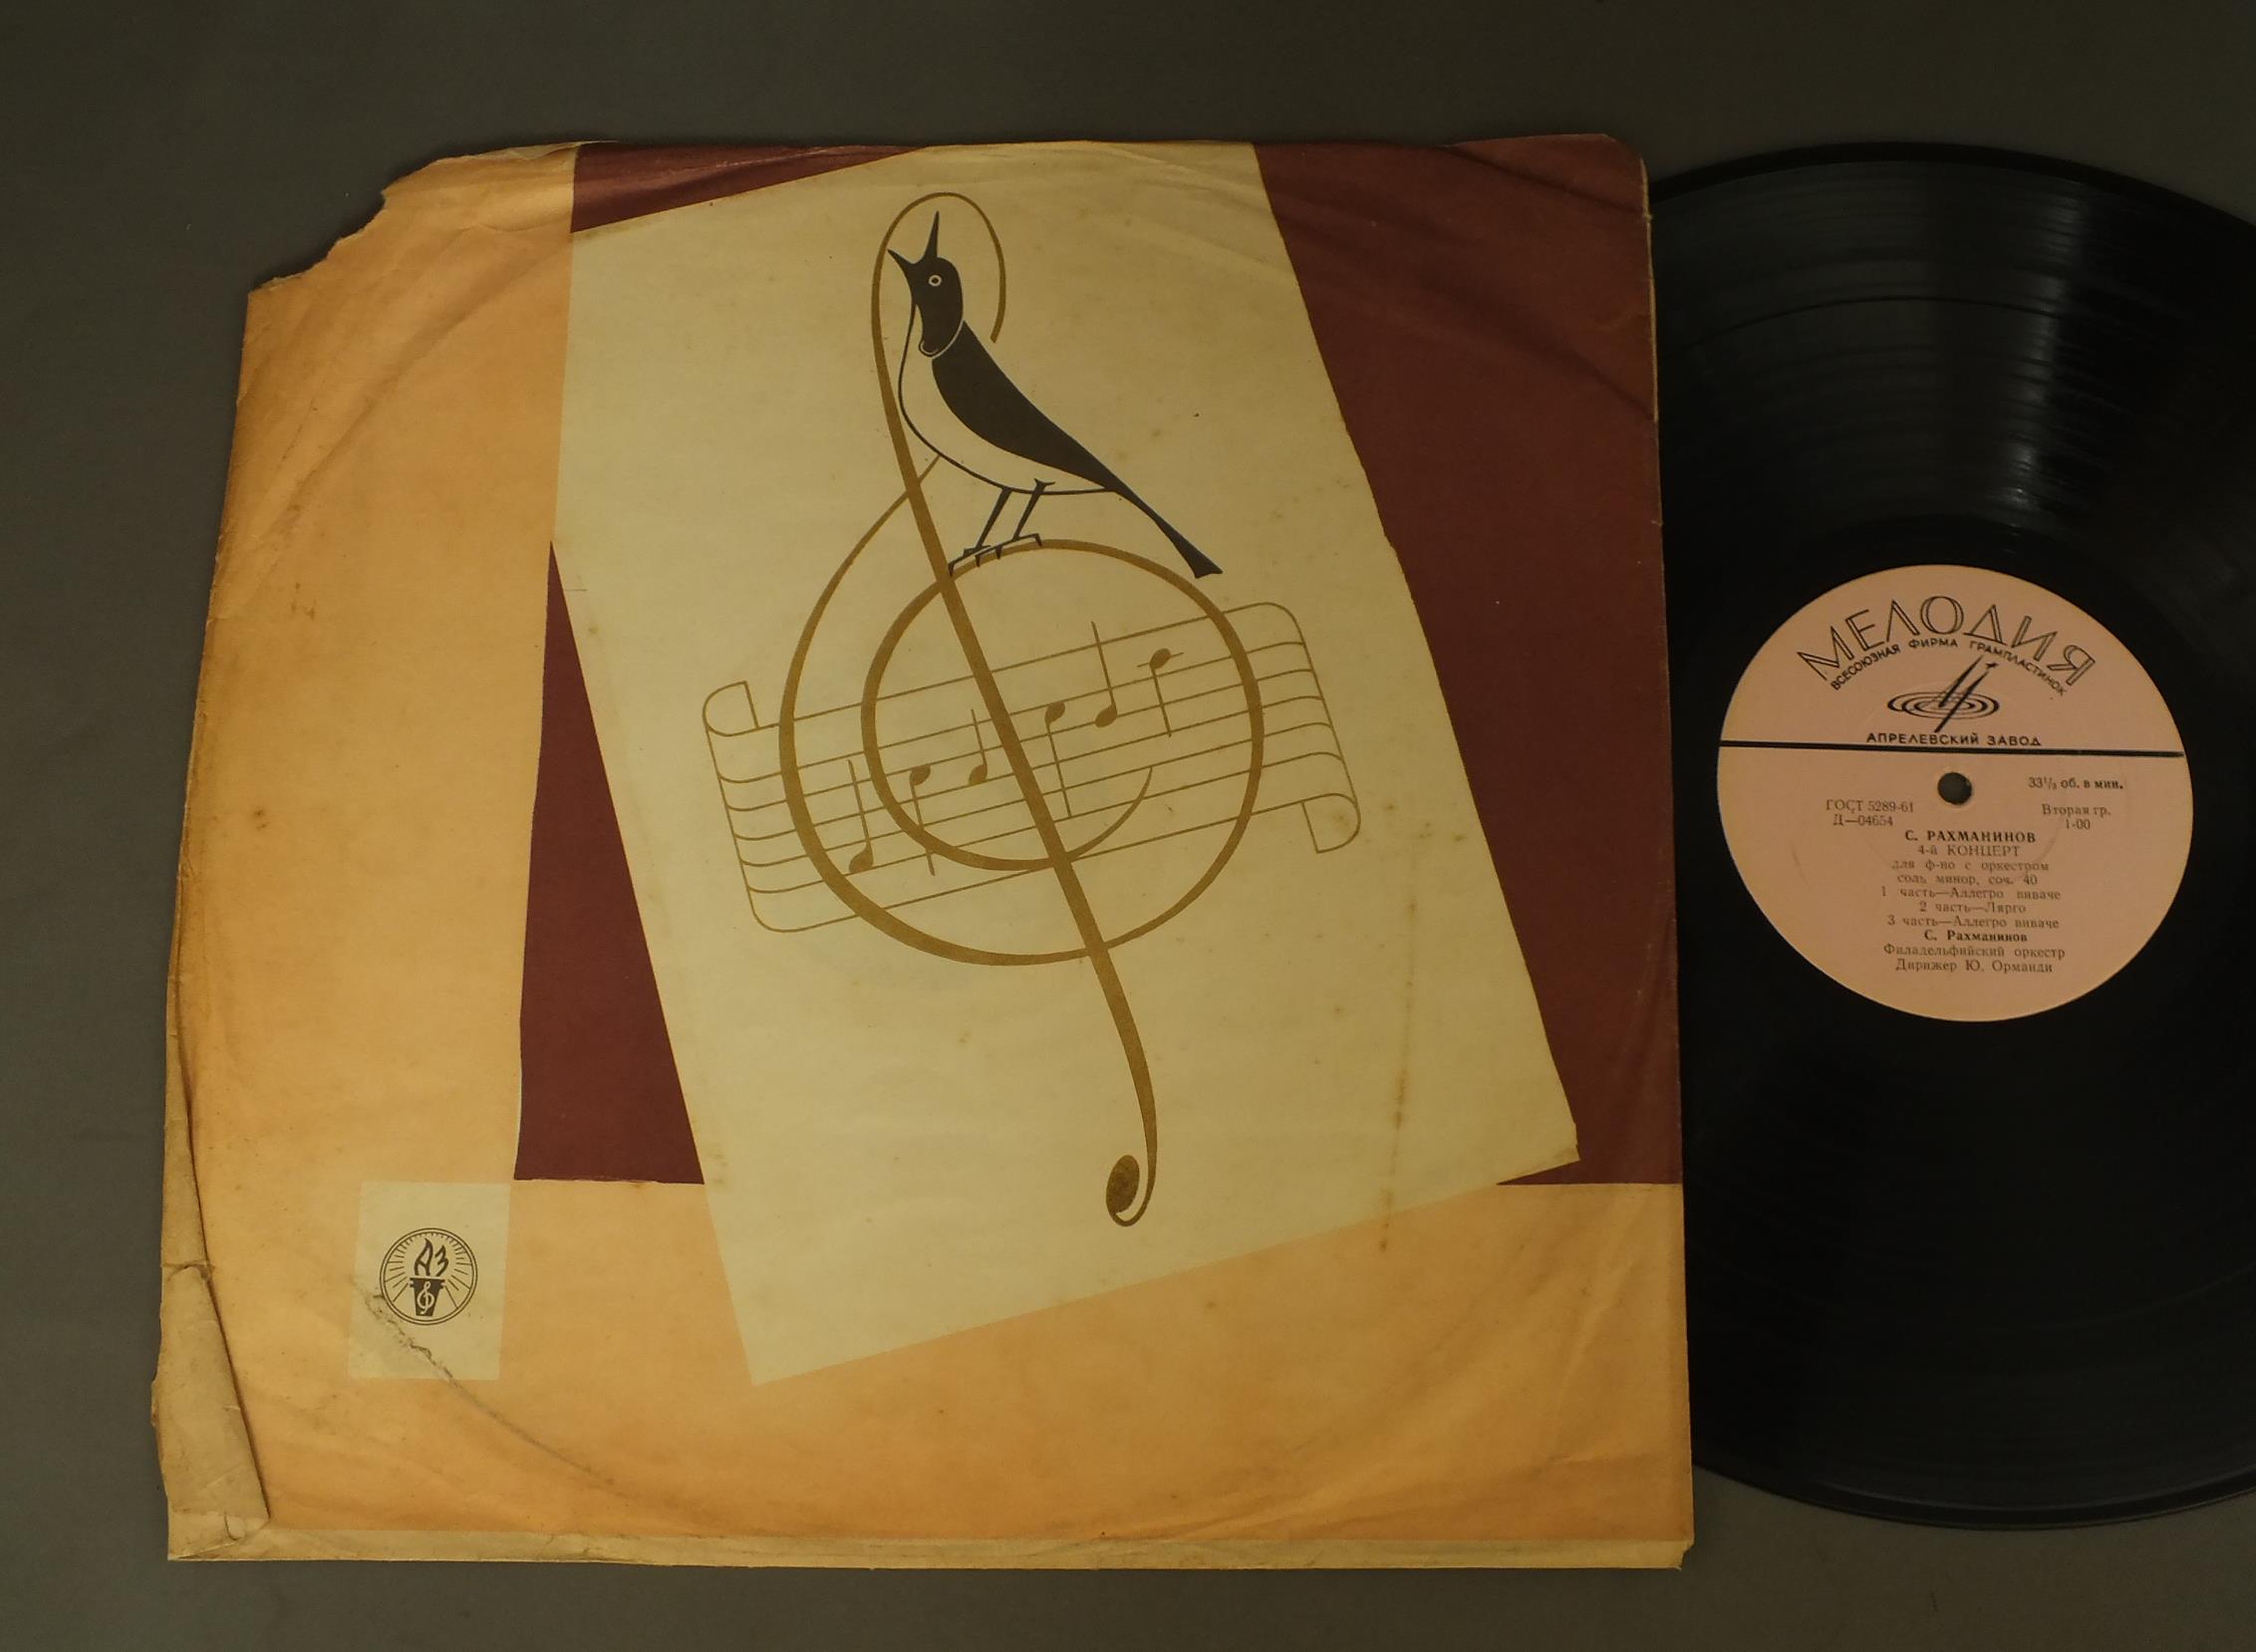 АЗ
МЕЛОДИЯ
ВСЕСОЮЗНАЯ ФИРМА ГРАМПЛАСТИНОК
АПРЕЛЕВСКИЙ ЗАВОД
33⅓ об. в мин.
ГОСТ 5289-61
Вторая гр.
Д—04654
1-00
С. РАХМАНИНОВ
4-й КОНЦЕРТ
для ф-но с оркестром
соль минор, соч. 40
1 часть—Аллегро виваче
2 часть—Лярго
3 часть—Аллегро виваче
С. Рахманинов
Филадельфийский оркестр
Дирижер Ю. Орманди